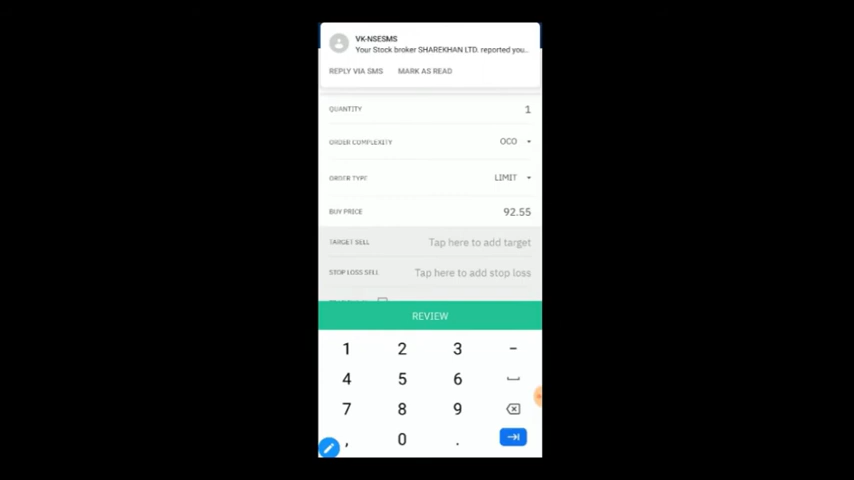 VK-NSESMS
Your Stock broker SHAREKHAN LTD. reported you...
REPLY VIA SMS MARK AS READ
QUANTITY 1
ORDER COMPLEXITY OCO
ORDER TYPE LIMIT
BUY PRICE 92.55
TARGET SELL Tap here to add target
STOP LOSS SELL Tap here to add stop loss
REVIEW
1 2 3 -
4 5 6
7 8 9
, 0 .